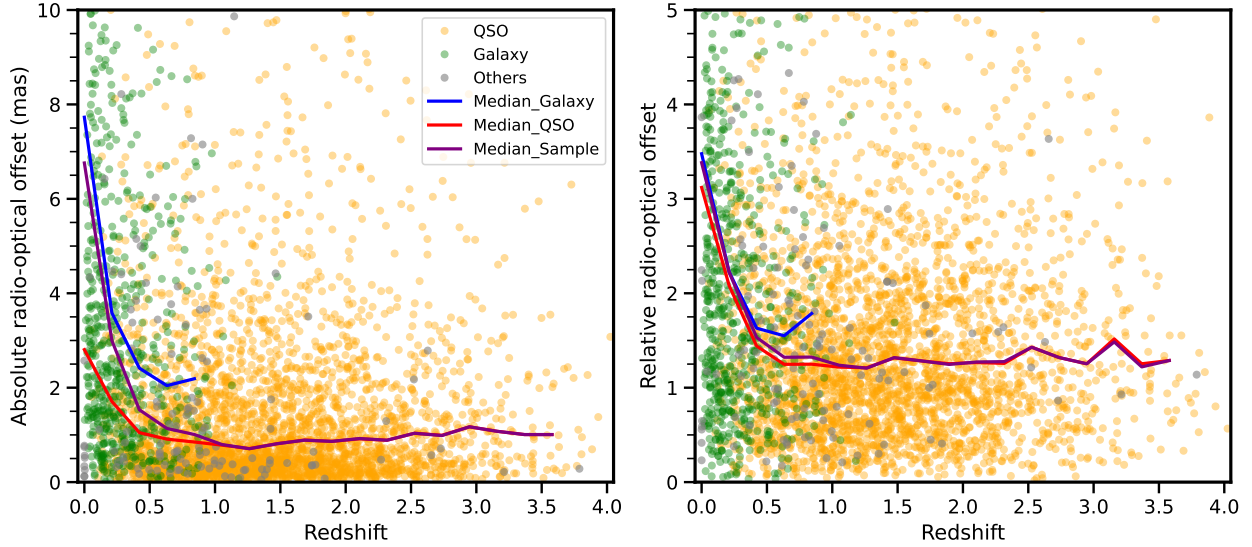 Absolute radio-optical offset (mas)
10
8
6
4
2
0
QSO
Galaxy
Others
Median_Galaxy
Median_QSO
Median_Sample
0.0 0.5 1.0 1.5 2.0 2.5 3.0 3.5 4.0
Redshift
Relative radio-optical offset
5
4
3
2
1
0
0.0 0.5 1.0 1.5 2.0 2.5 3.0 3.5 4.0
Redshift